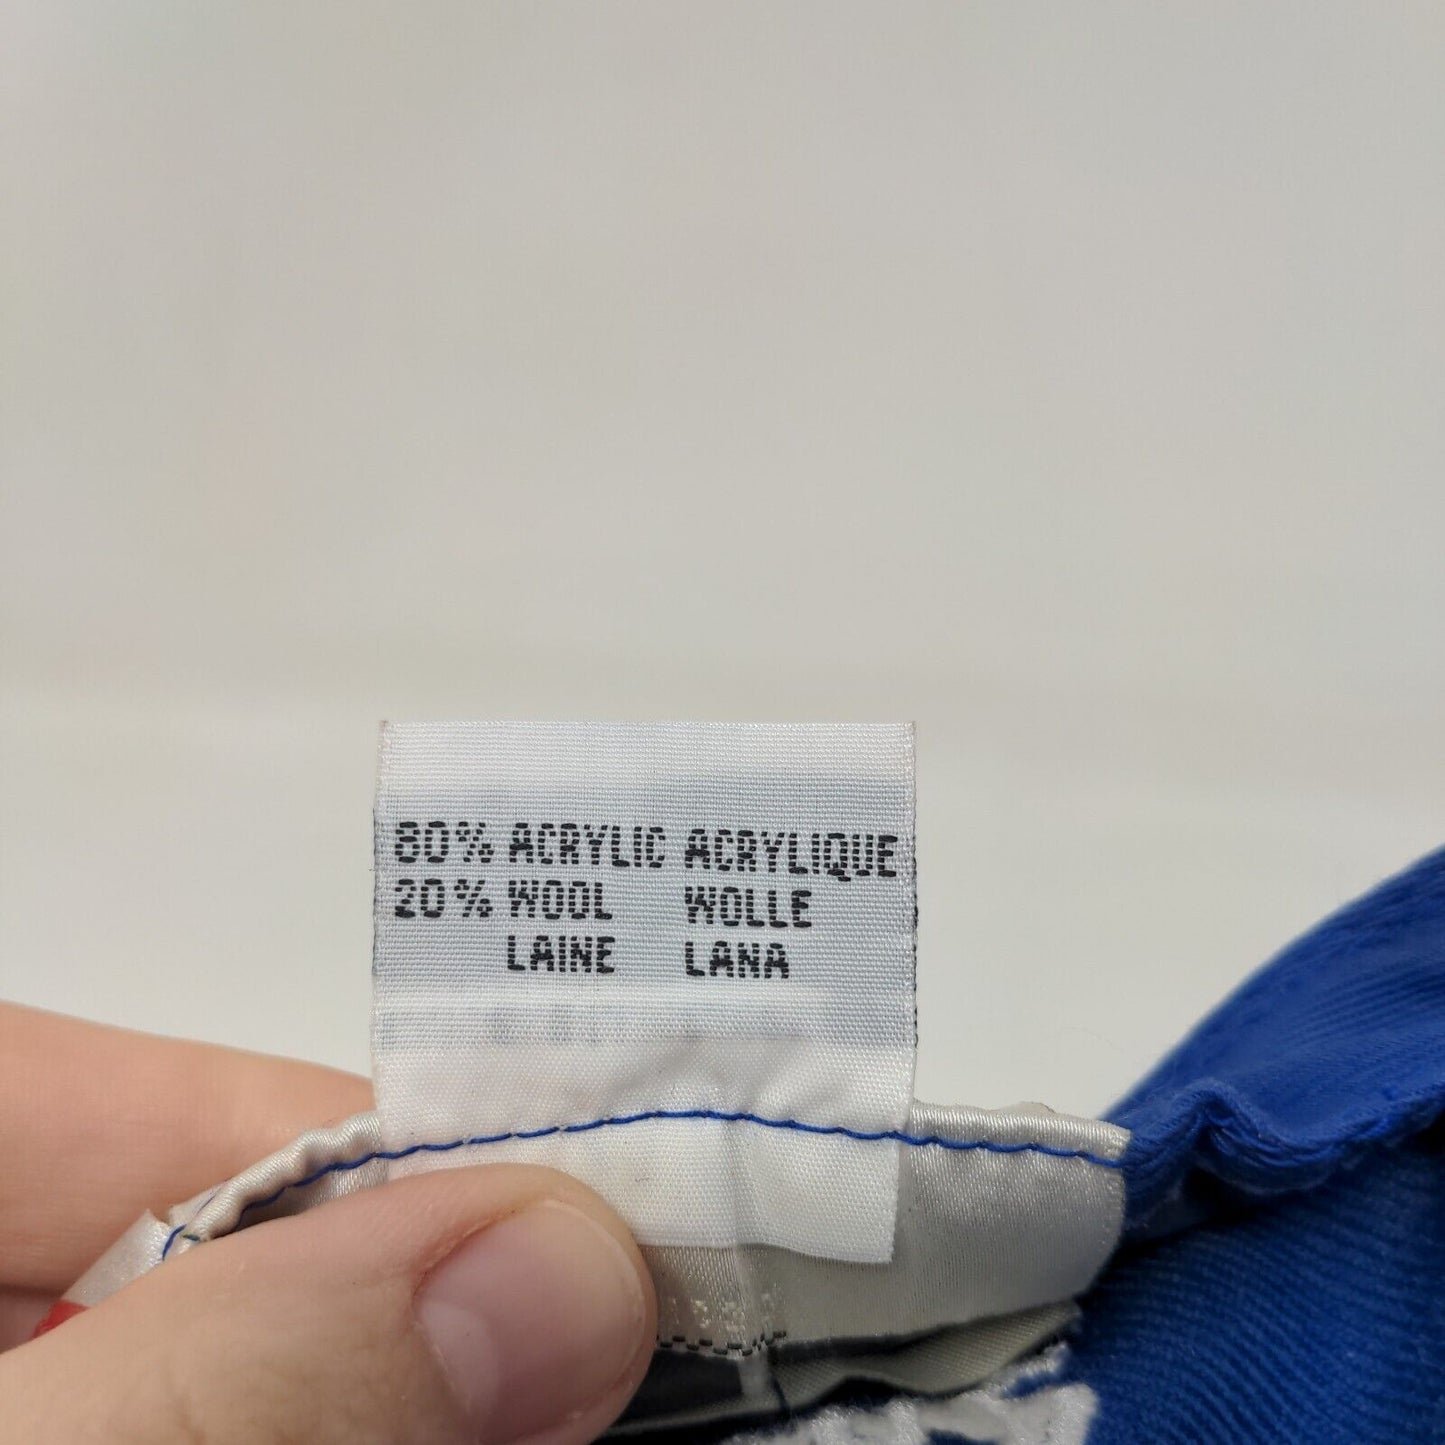 80% ACRYLIC ACRYLIQUE
20% WOOL WOLLE
LAINE LANA